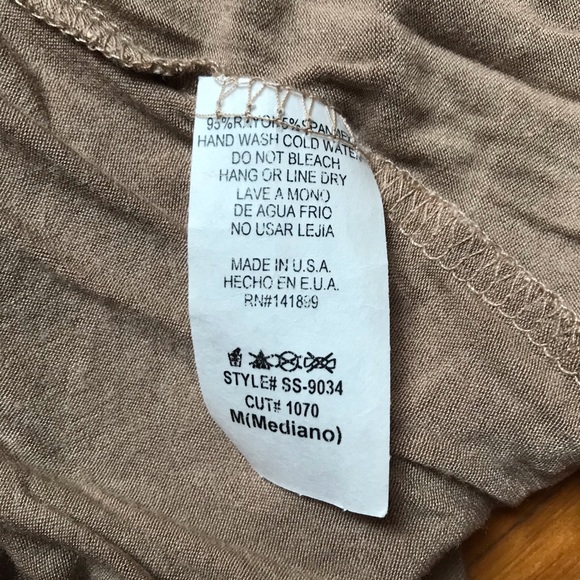 95%RAYON5%SPANDEX
HAND WASH COLD WATER
DO NOT BLEACH
HANG OR LINE DRY
LAVE A MONO
DE AGUA FRIO
NO USAR LEJIA
MADE IN U.S.A.
HECHO EN E.U.A.
RN#141899
STYLE# SS-9034
CUT# 1070
M(Mediano)